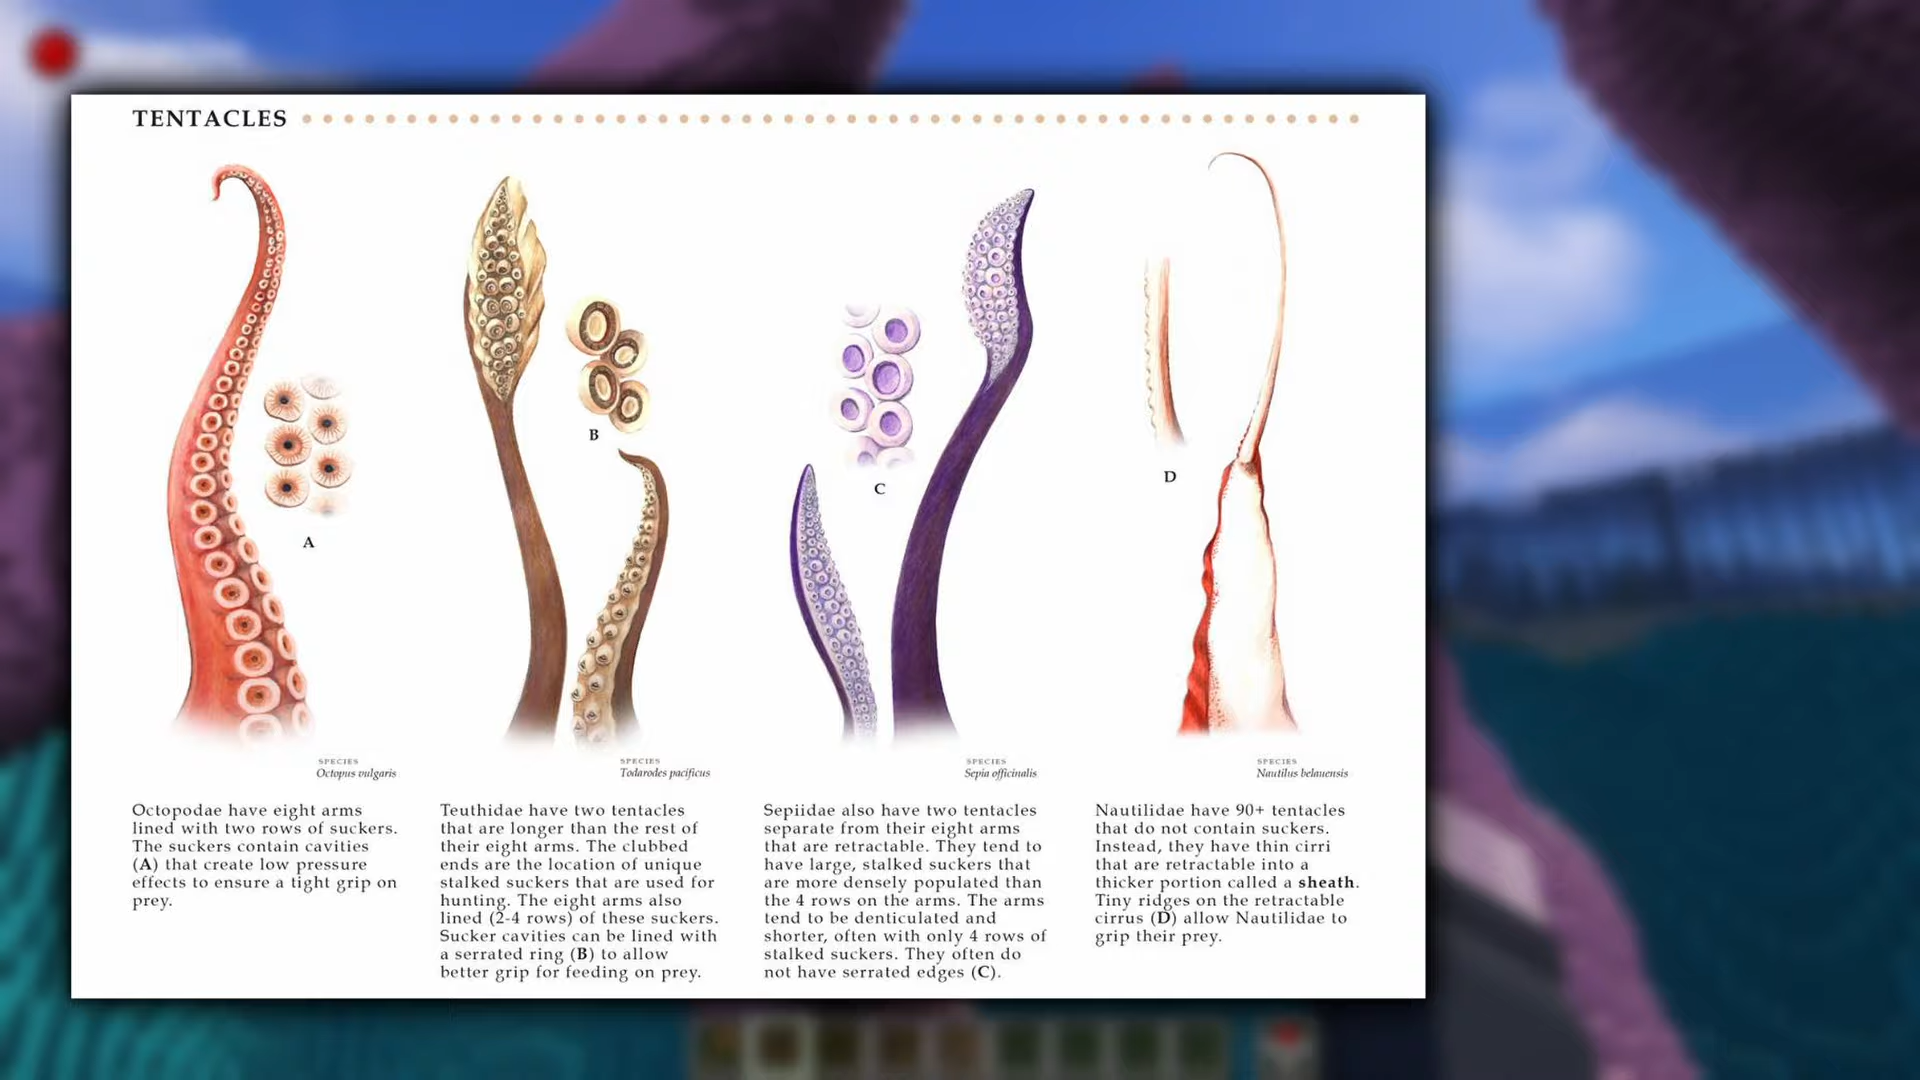 TENTACLES
A
B
C
D
SPECIES
Octopus vulgaris
SPECIES
Todarodes pacificus
SPECIES
Sepia officinalis
SPECIES
Nautilus belauensis
Octopodae have eight arms
lined with two rows of suckers.
The suckers contain cavities
(A) that create low pressure
effects to ensure a tight grip on
prey.
Teuthidae have two tentacles
that are longer than the rest of
their eight arms. The clubbed
ends are the location of unique
stalked suckers that are used for
hunting. The eight arms also
lined (2-4 rows) of these suckers.
Sucker cavities can be lined with
a serrated ring (B) to allow
better grip for feeding on prey.
Sepiidae also have two tentacles
separate from their eight arms
that are retractable. They tend to
have large, stalked suckers that
are more densely populated than
the 4 rows on the arms. The arms
tend to be denticulated and
shorter, often with only 4 rows of
stalked suckers. They often do
not have serrated edges (C).
Nautilidae have 90+ tentacles
that do not contain suckers.
Instead, they have thin cirri
that are retractable into a
thicker portion called a sheath.
Tiny ridges on the retractable
cirrus (D) allow Nautilidae to
grip their prey.